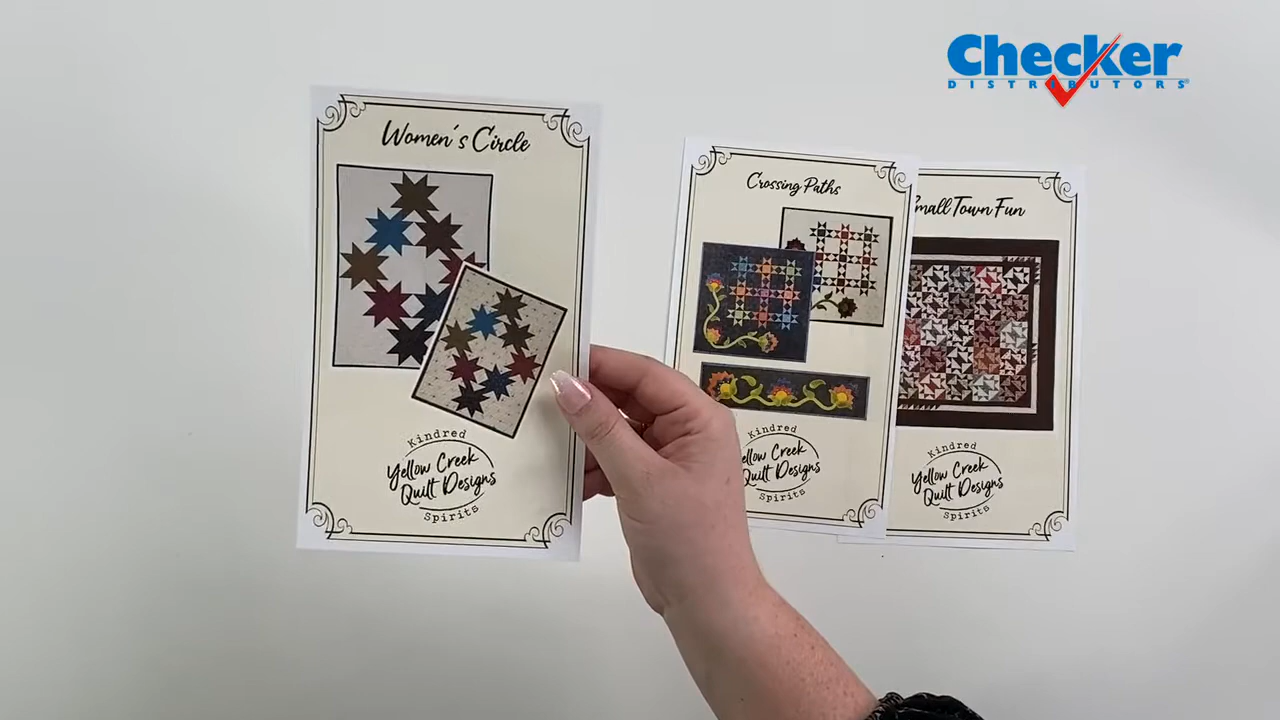 Checker
DISTRIBUTORS
Women's Circle
Kindred
Yellow Creek
Quilt Designs
Spirits
Crossing Paths
Kindred
Yellow Creek
Quilt Designs
Spirits
Small Town Fun
Kindred
Yellow Creek
Quilt Designs
Spirits